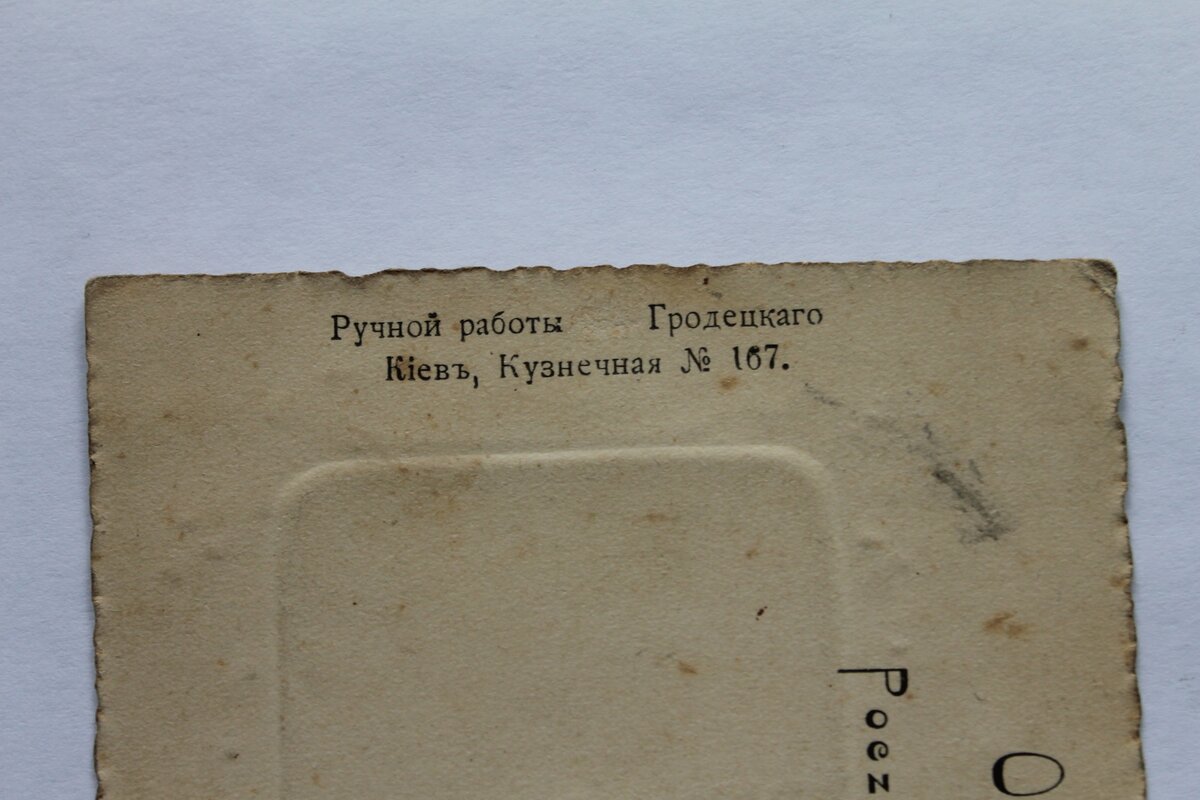 Ручной работы Гродецкаго
Кіевъ, Кузнечная № 167.
Poez
O